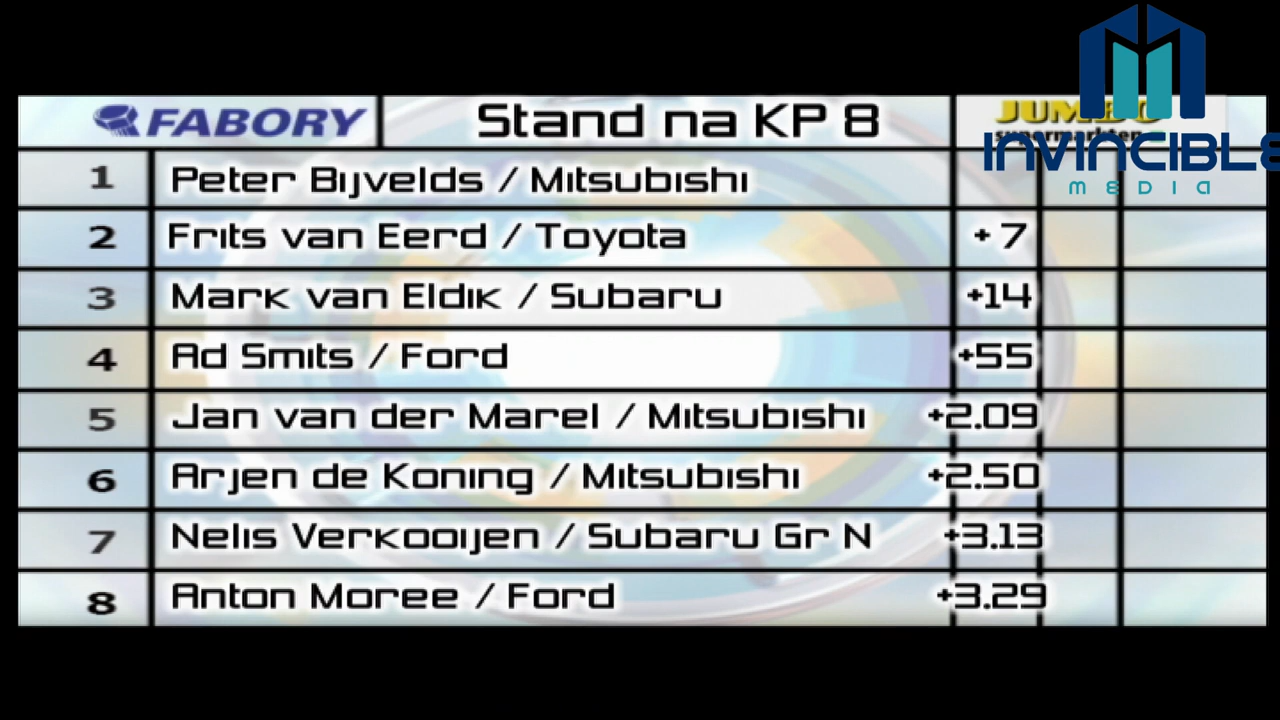 FABORY Stand na KP 8 JUMBO
supermarkten
INVINCIBLE
MEDIA
1 Peter Bijvelds / Mitsubishi
2 Frits van Eerd / Toyota + 7
3 Mark van Eldik / Subaru +14
4 Ad Smits / Ford +55
5 Jan van der Marel / Mitsubishi +2.09
6 Arjen de Koning / Mitsubishi +2.50
7 Nelis Verkooijen / Subaru Gr N +3.13
8 Anton Moree / Ford +3.29